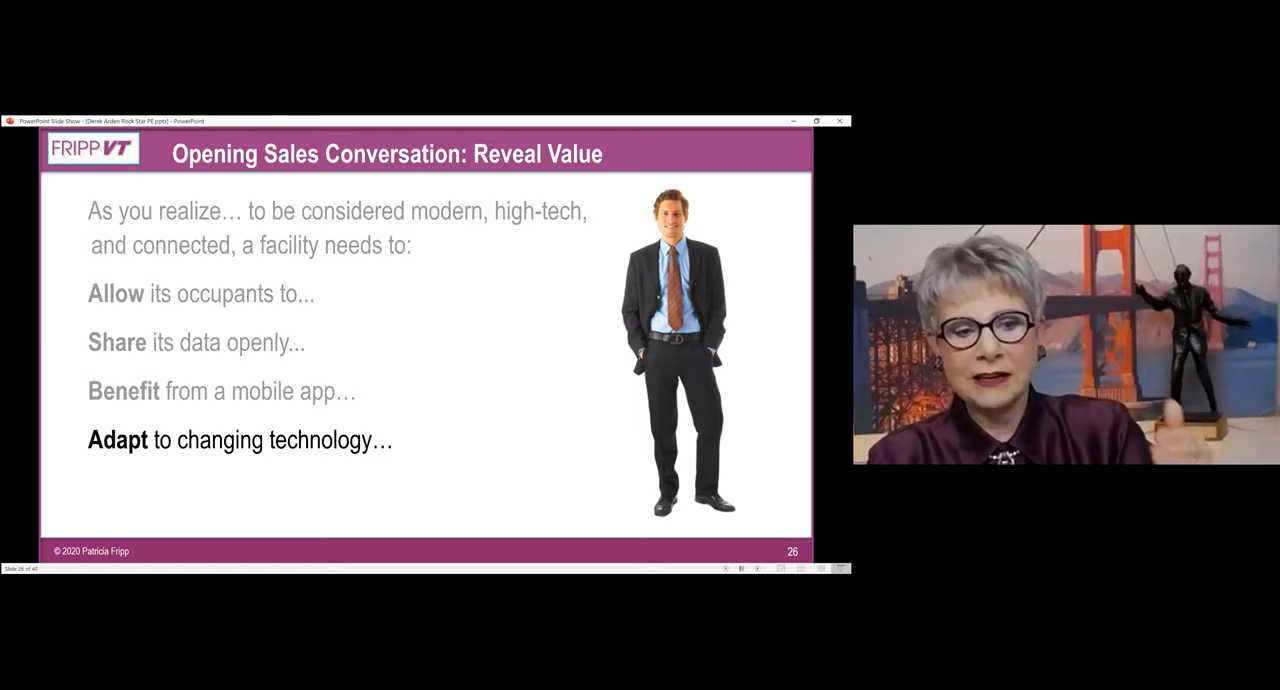 PowerPoint Slide Show - [Derek Arden Rock Star PE.pptx] - PowerPoint
FRIPP VT
Opening Sales Conversation: Reveal Value
As you realize… to be considered modern, high-tech,
and connected, a facility needs to:
Allow its occupants to...
Share its data openly...
Benefit from a mobile app…
Adapt to changing technology…
© 2020 Patricia Fripp
26
Slide 26 of 40